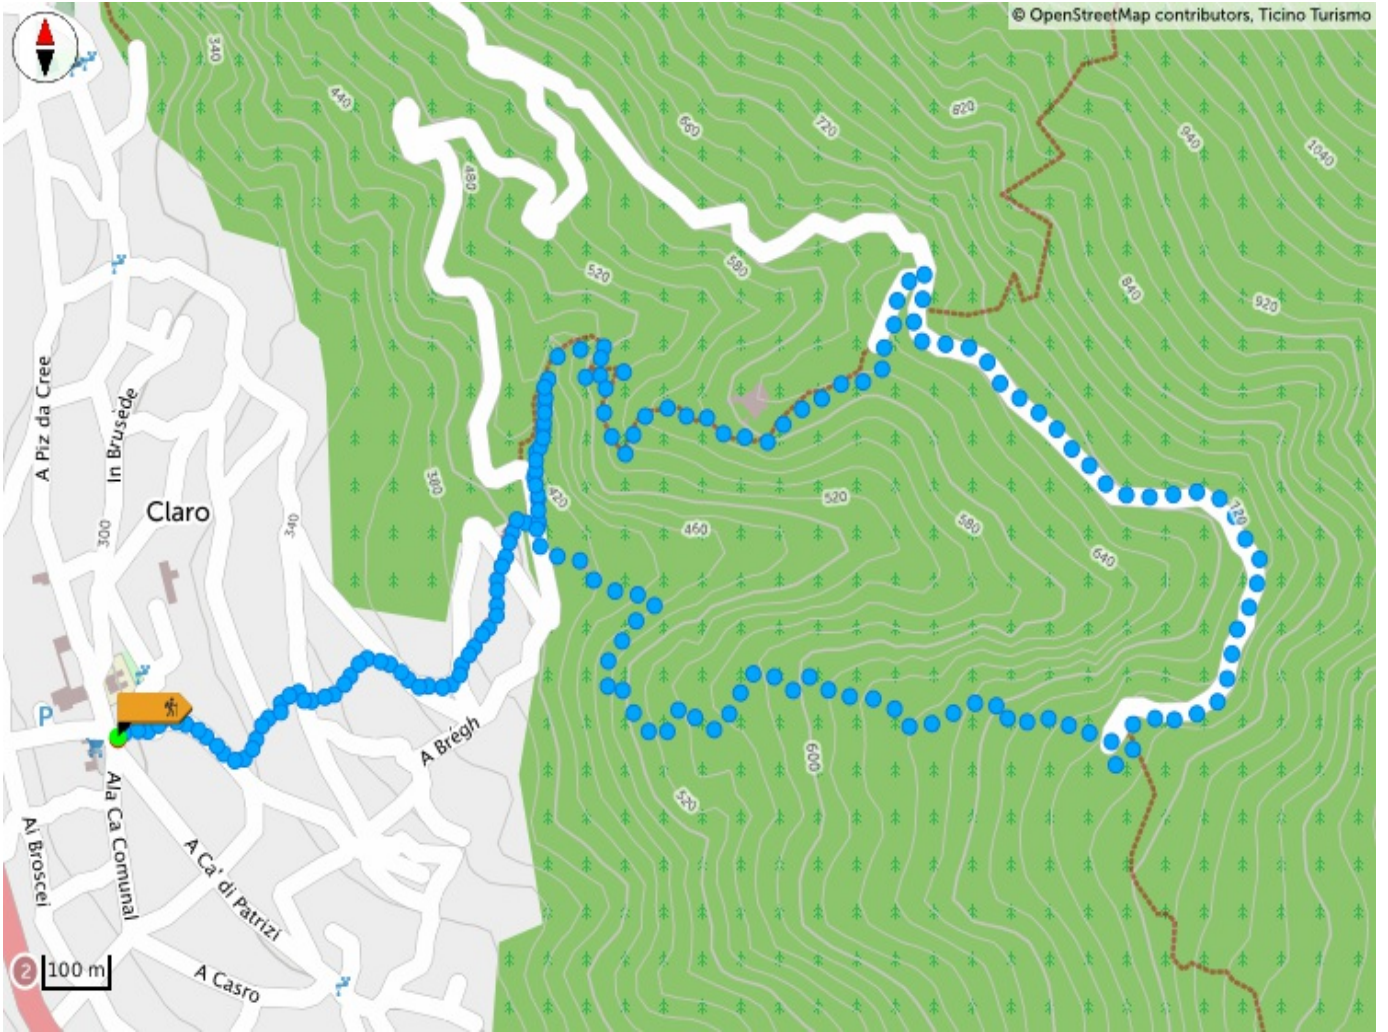 © OpenStreetMap contributors, Ticino Turismo
340
440
660
720
820
940
1040
480
520
580
840
920
A Piz da Cree
In Brusède
380
420
520
Claro
300
340
460
580
720
640
P
A Brégh
600
520
Ala Ca Comunal
Ai Broscei
A Ca' di Patrizi
2
100 m
A Casro